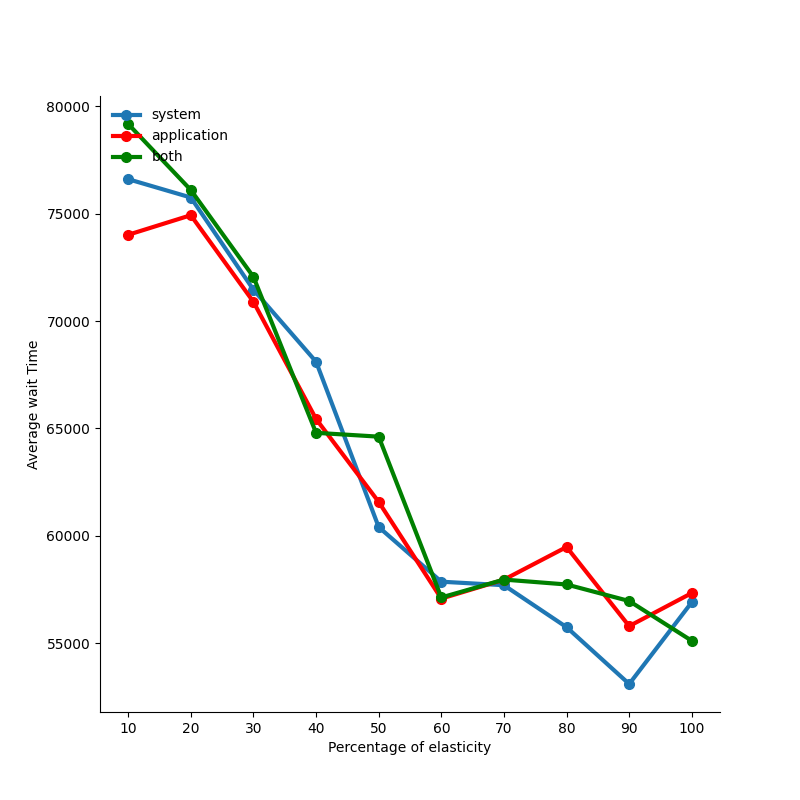 system
application
both
80000
75000
70000
65000
60000
55000
Average wait Time
10 20 30 40 50 60 70 80 90 100
Percentage of elasticity